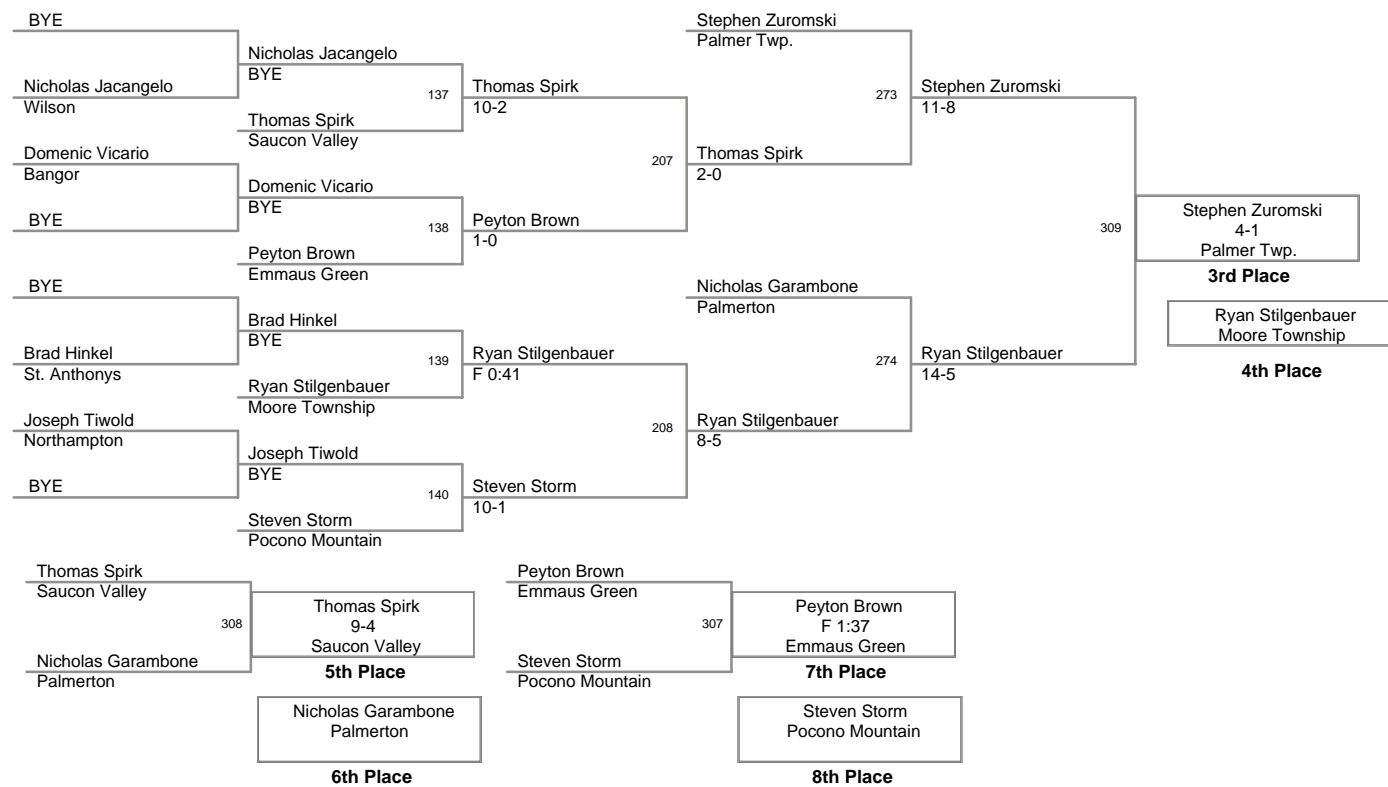 BYE
Nicholas Jacangelo
Wilson
Domenic Vicario
Bangor
BYE
BYE
Brad Hinkel
St. Anthonys
Joseph Tiwold
Northampton
BYE
Nicholas Jacangelo
BYE
137
Thomas Spirk
Saucon Valley
Domenic Vicario
BYE
138
Peyton Brown
Emmaus Green
Brad Hinkel
BYE
139
Ryan Stilgenbauer
Moore Township
Joseph Tiwold
BYE
140
Steven Storm
Pocono Mountain
Thomas Spirk
10-2
207
Peyton Brown
1-0
Ryan Stilgenbauer
F 0:41
208
Steven Storm
10-1
Stephen Zuromski
Palmer Twp.
273
Thomas Spirk
2-0
Nicholas Garambone
Palmerton
274
Ryan Stilgenbauer
8-5
Stephen Zuromski
11-8
309
Ryan Stilgenbauer
14-5
Stephen Zuromski
4-1
Palmer Twp.
3rd Place
Ryan Stilgenbauer
Moore Township
4th Place
Thomas Spirk
Saucon Valley
308
Nicholas Garambone
Palmerton
Thomas Spirk
9-4
Saucon Valley
5th Place
Nicholas Garambone
Palmerton
6th Place
Peyton Brown
Emmaus Green
307
Steven Storm
Pocono Mountain
Peyton Brown
F 1:37
Emmaus Green
7th Place
Steven Storm
Pocono Mountain
8th Place